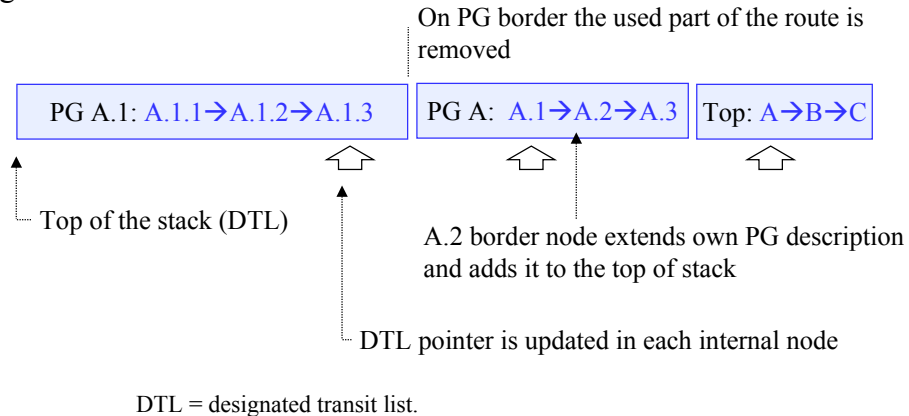 On PG border the used part of the route is
removed
PG A.1: A.1.1→A.1.2→A.1.3
PG A: A.1→A.2→A.3
Top: A→B→C
Top of the stack (DTL)
A.2 border node extends own PG description
and adds it to the top of stack
DTL pointer is updated in each internal node
DTL = designated transit list.